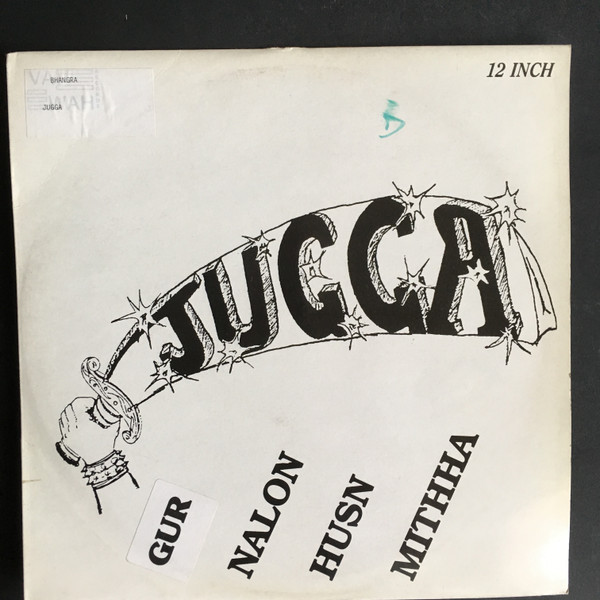 BHANGRA
JUGGA
12 INCH
JUGGA
GUR
NALON
HUSN
MITHHA